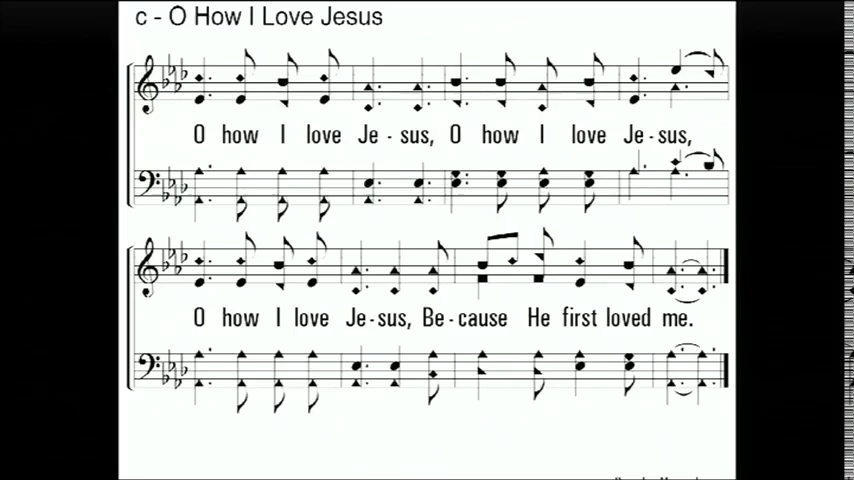 c - O How I Love Jesus
O how I love Je - sus, O how I love Je - sus,
O how I love Je - sus, Be - cause He first loved me.